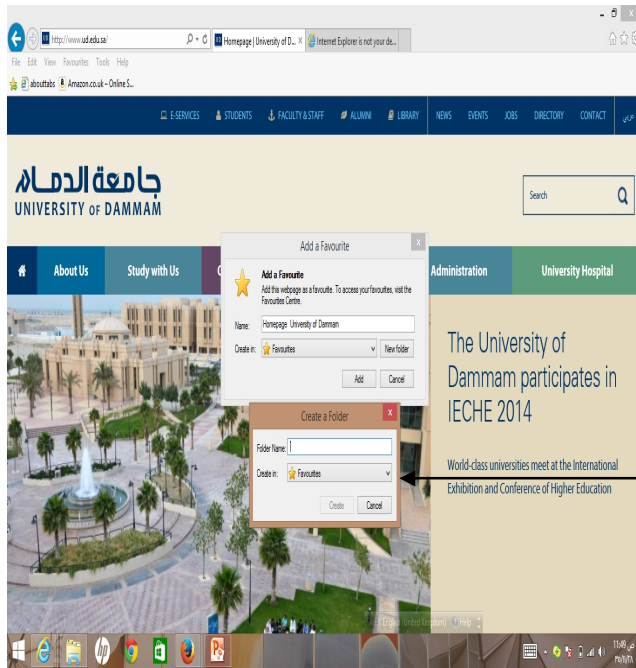 http://www.ud.edu.sa/
Homepage | University of D...
Internet Explorer is not your de...
File Edit View Favourites Tools Help
abouttabs Amazon.co.uk – Online S...
E-SERVICES STUDENTS FACULTY & STAFF ALUMNI LIBRARY NEWS EVENTS JOBS DIRECTORY CONTACT عربي
جامعة الدمام
UNIVERSITY OF DAMMAM
Search
About Us Study with Us Administration University Hospital
Add a Favourite
Add a Favourite
Add this webpage as a favourite. To access your favourites, visit the
Favourites Centre.
Name: Homepage University of Dammam
Create in: Favourites New folder
Add Cancel
Create a Folder
Folder Name:
Create in: Favourites
Create Cancel
The University of
Dammam participates in
IECHE 2014
World-class universities meet at the International
Exhibition and Conference of Higher Education
EN English (United Kingdom) Help
hp
11:49 ص